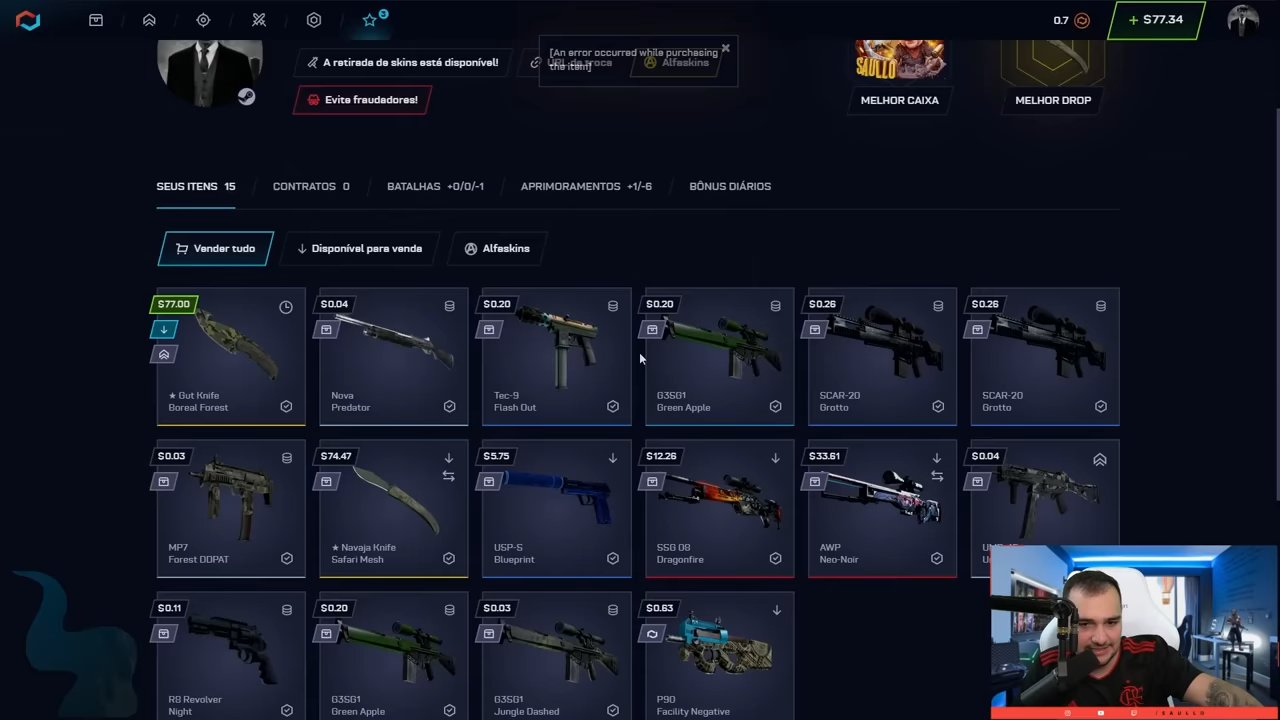 3
0.7
+ $77.34
[An error occurred while purchasing
the item]
A retirada de skins está disponível!
URL de troca
Alfaskins
Evite fraudadores!
SAULLO
MELHOR CAIXA
MELHOR DROP
SEUS ITENS 15
CONTRATOS 0
BATALHAS +0/0/-1
APRIMORAMENTOS +1/-6
BÔNUS DIÁRIOS
Vender tudo
Disponível para venda
Alfaskins
$77.00
★ Gut Knife
Boreal Forest
$0.04
Nova
Predator
$0.20
Tec-9
Flash Out
$0.20
G3SG1
Green Apple
$0.26
SCAR-20
Grotto
$0.26
SCAR-20
Grotto
$0.03
MP7
Forest DDPAT
$74.47
★ Navaja Knife
Safari Mesh
$5.75
USP-S
Blueprint
$12.26
SSG 08
Dragonfire
$33.61
AWP
Neo-Noir
$0.04
$0.11
R8 Revolver
Night
$0.20
G3SG1
Green Apple
$0.03
G3SG1
Jungle Dashed
$0.63
P90
Facility Negative
SAULLO